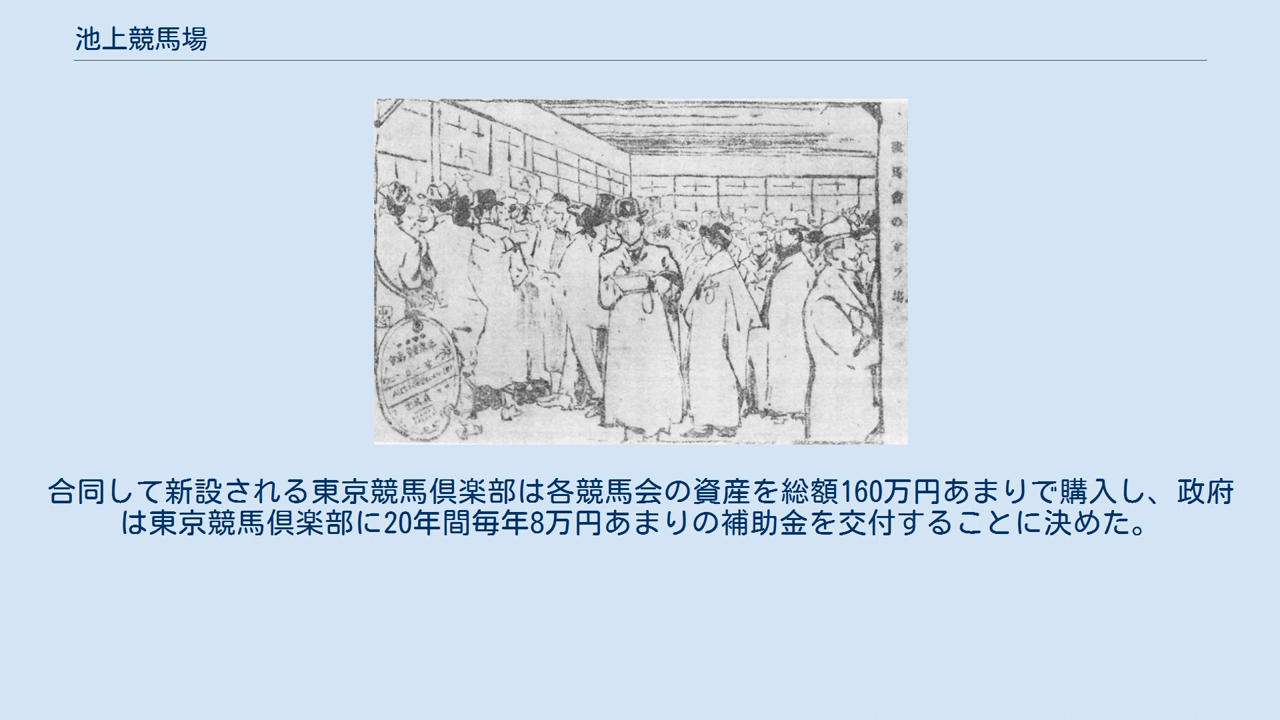 池上競馬場
合同して新設される東京競馬倶楽部は各競馬会の資産を総額160万円あまりで購入し、政府
は東京競馬倶楽部に20年間毎年8万円あまりの補助金を交付することに決めた。